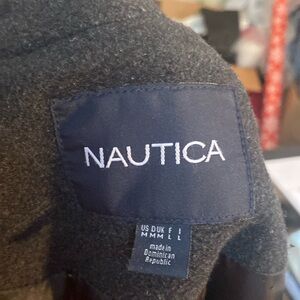 NAUTICA
US D UK F I
M M M L L
made in
Dominican
Republic